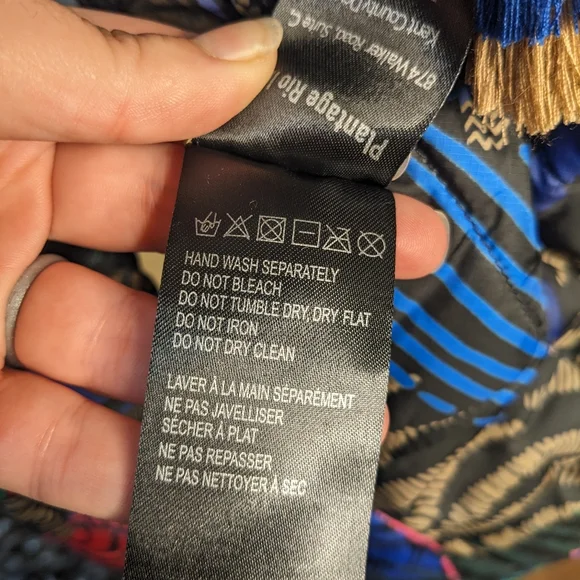 Plantage Rio
674 Walker Road, Suite C
Kent County
HAND WASH SEPARATELY
DO NOT BLEACH
DO NOT TUMBLE DRY, DRY FLAT
DO NOT IRON
DO NOT DRY CLEAN
LAVER À LA MAIN SÉPARÉMENT
NE PAS JAVELLISER
SÉCHER À PLAT
NE PAS REPASSER
NE PAS NETTOYER À SEC